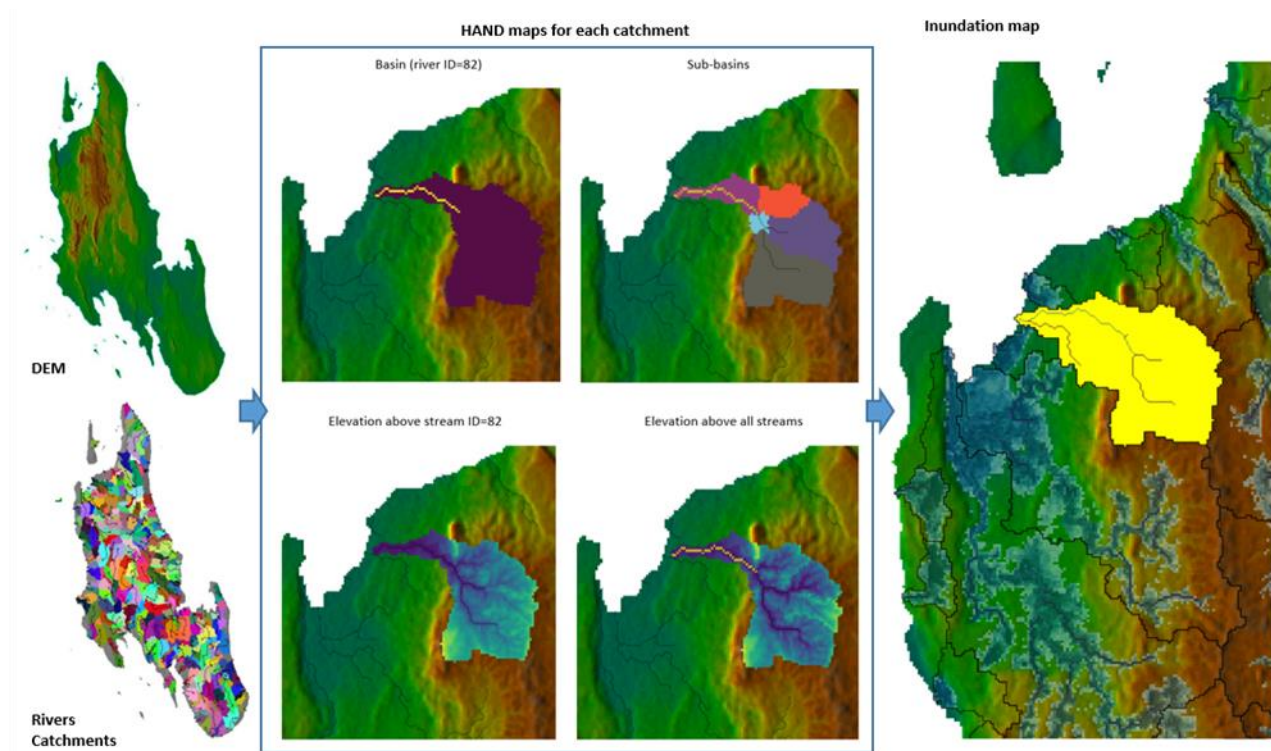 HAND maps for each catchment
Inundation map
Basin (river ID=82)
Sub-basins
DEM
Elevation above stream ID=82
Elevation above all streams
Rivers
Catchments